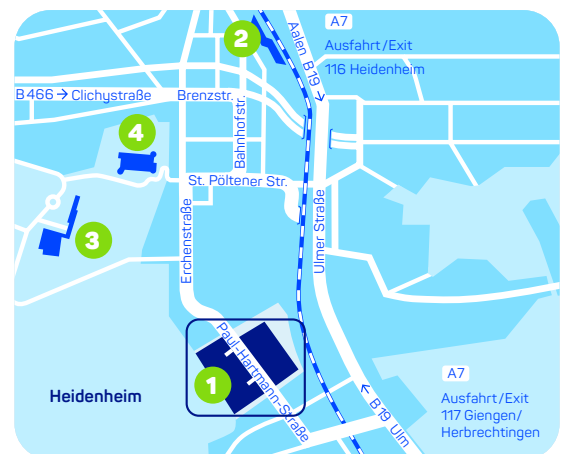 A7
Ausfahrt/Exit
116 Heidenheim
Aalen B19 →
2
B466 → Clichystraße
Brenzstr.
Bahnhofstr.
4
St. Pöltener Str.
3
Erchenstraße
Ulmer Straße
Paul-Hartmann-Straße
1
Heidenheim
← B19 Ulm
A7
Ausfahrt/Exit
117 Giengen/
Herbrechtingen